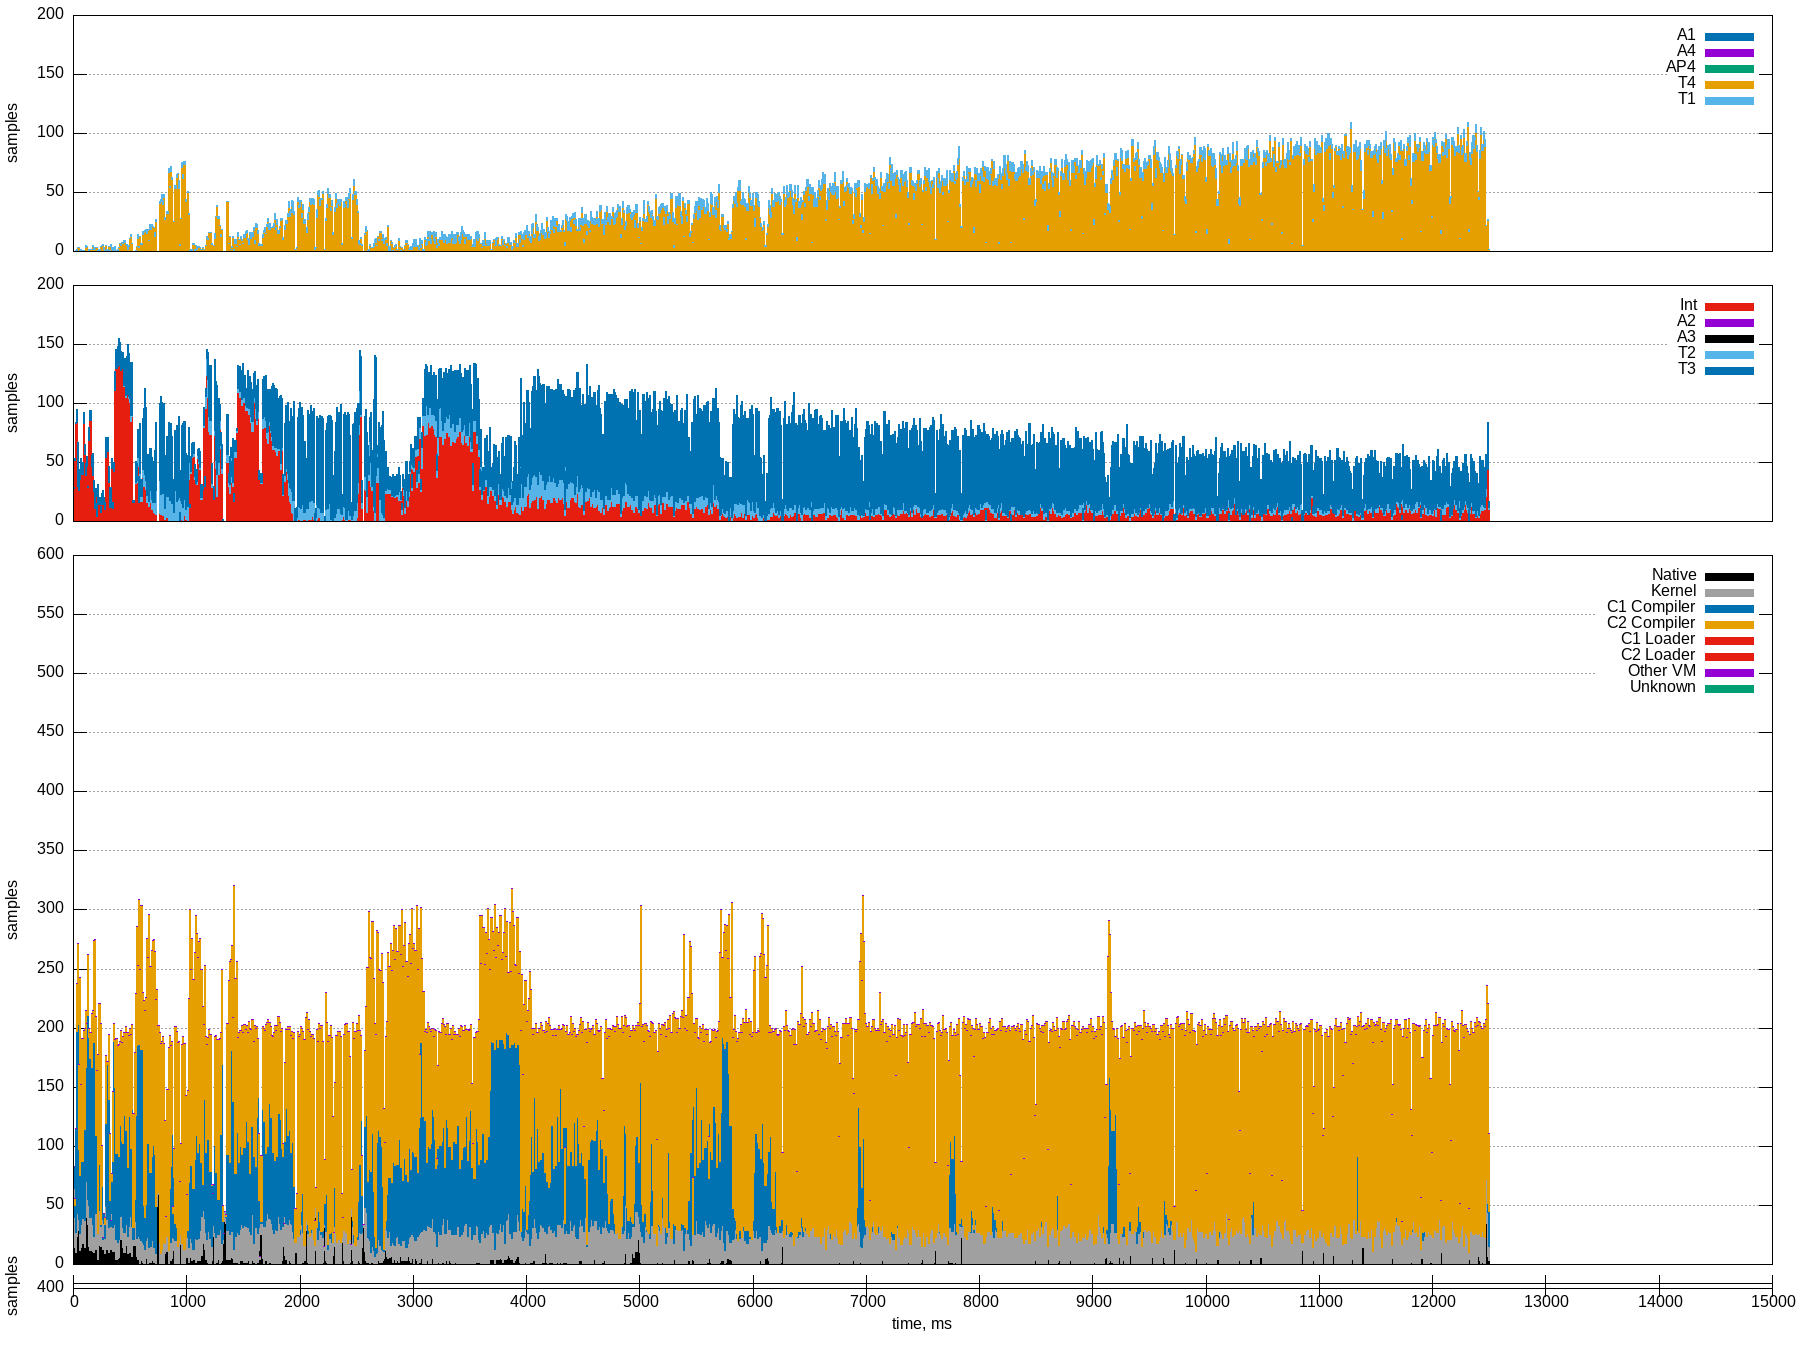 200
150
100
50
0
samples
A1
A4
AP4
T4
T1
200
150
100
50
0
samples
Int
A2
A3
T2
T3
600
550
500
450
400
350
300
250
200
150
100
50
0
samples
Native
Kernel
C1 Compiler
C2 Compiler
C1 Loader
C2 Loader
Other VM
Unknown
400
samples
0 1000 2000 3000 4000 5000 6000 7000 8000 9000 10000 11000 12000 13000 14000 15000
time, ms